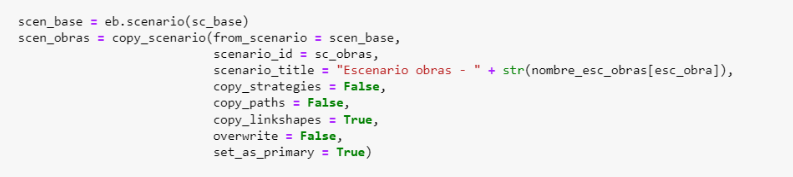 scen_base = eb.scenario(sc_base)
scen_obras = copy_scenario(from_scenario = scen_base,
scenario_id = sc_obras,
scenario_title = "Escenario obras - " + str(nombre_esc_obras[esc_obra]),
copy_strategies = False,
copy_paths = False,
copy_linkshapes = True,
overwrite = False,
set_as_primary = True)